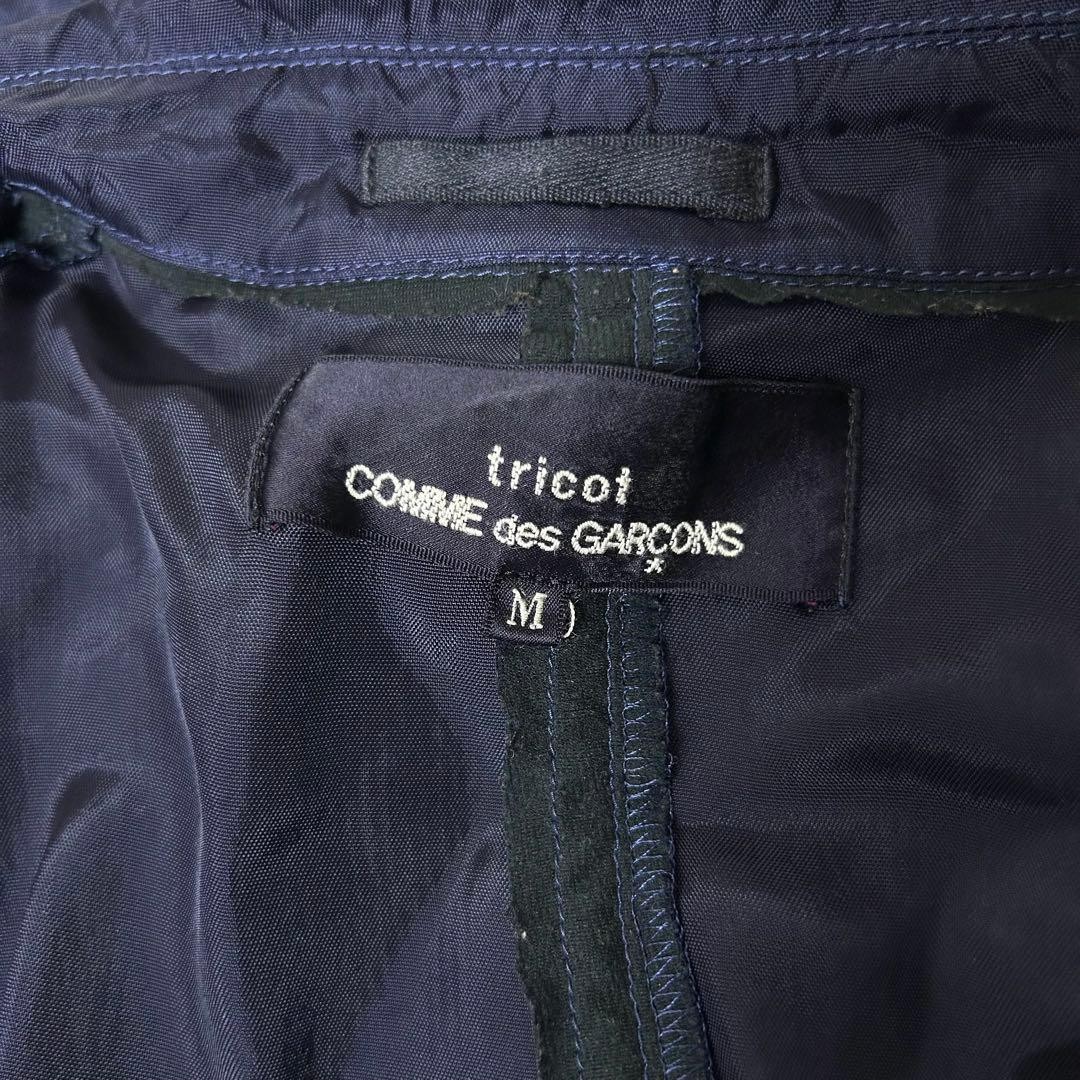 tricot
COMME des GARÇONS
*
M